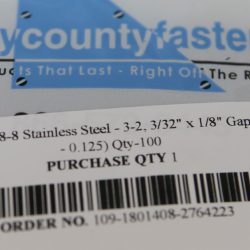 ycountyfaste
ucts That Last - Right Off The R
8-8 Stainless Steel - 3-2, 3/32" x 1/8" Gap
- 0.125) Qty-100
PURCHASE QTY 1
ORDER NO. 109-1801408-2764223